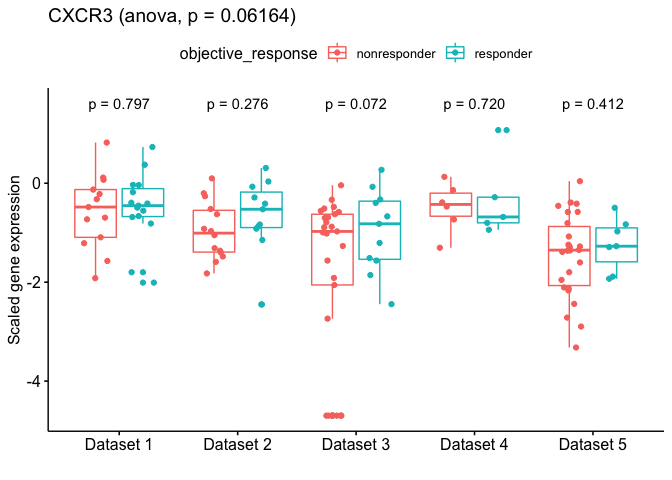 CXCR3 (anova, p = 0.06164)
objective_response nonresponder responder
p = 0.797 p = 0.276 p = 0.072 p = 0.720 p = 0.412
Scaled gene expression
0
-2
-4
Dataset 1 Dataset 2 Dataset 3 Dataset 4 Dataset 5